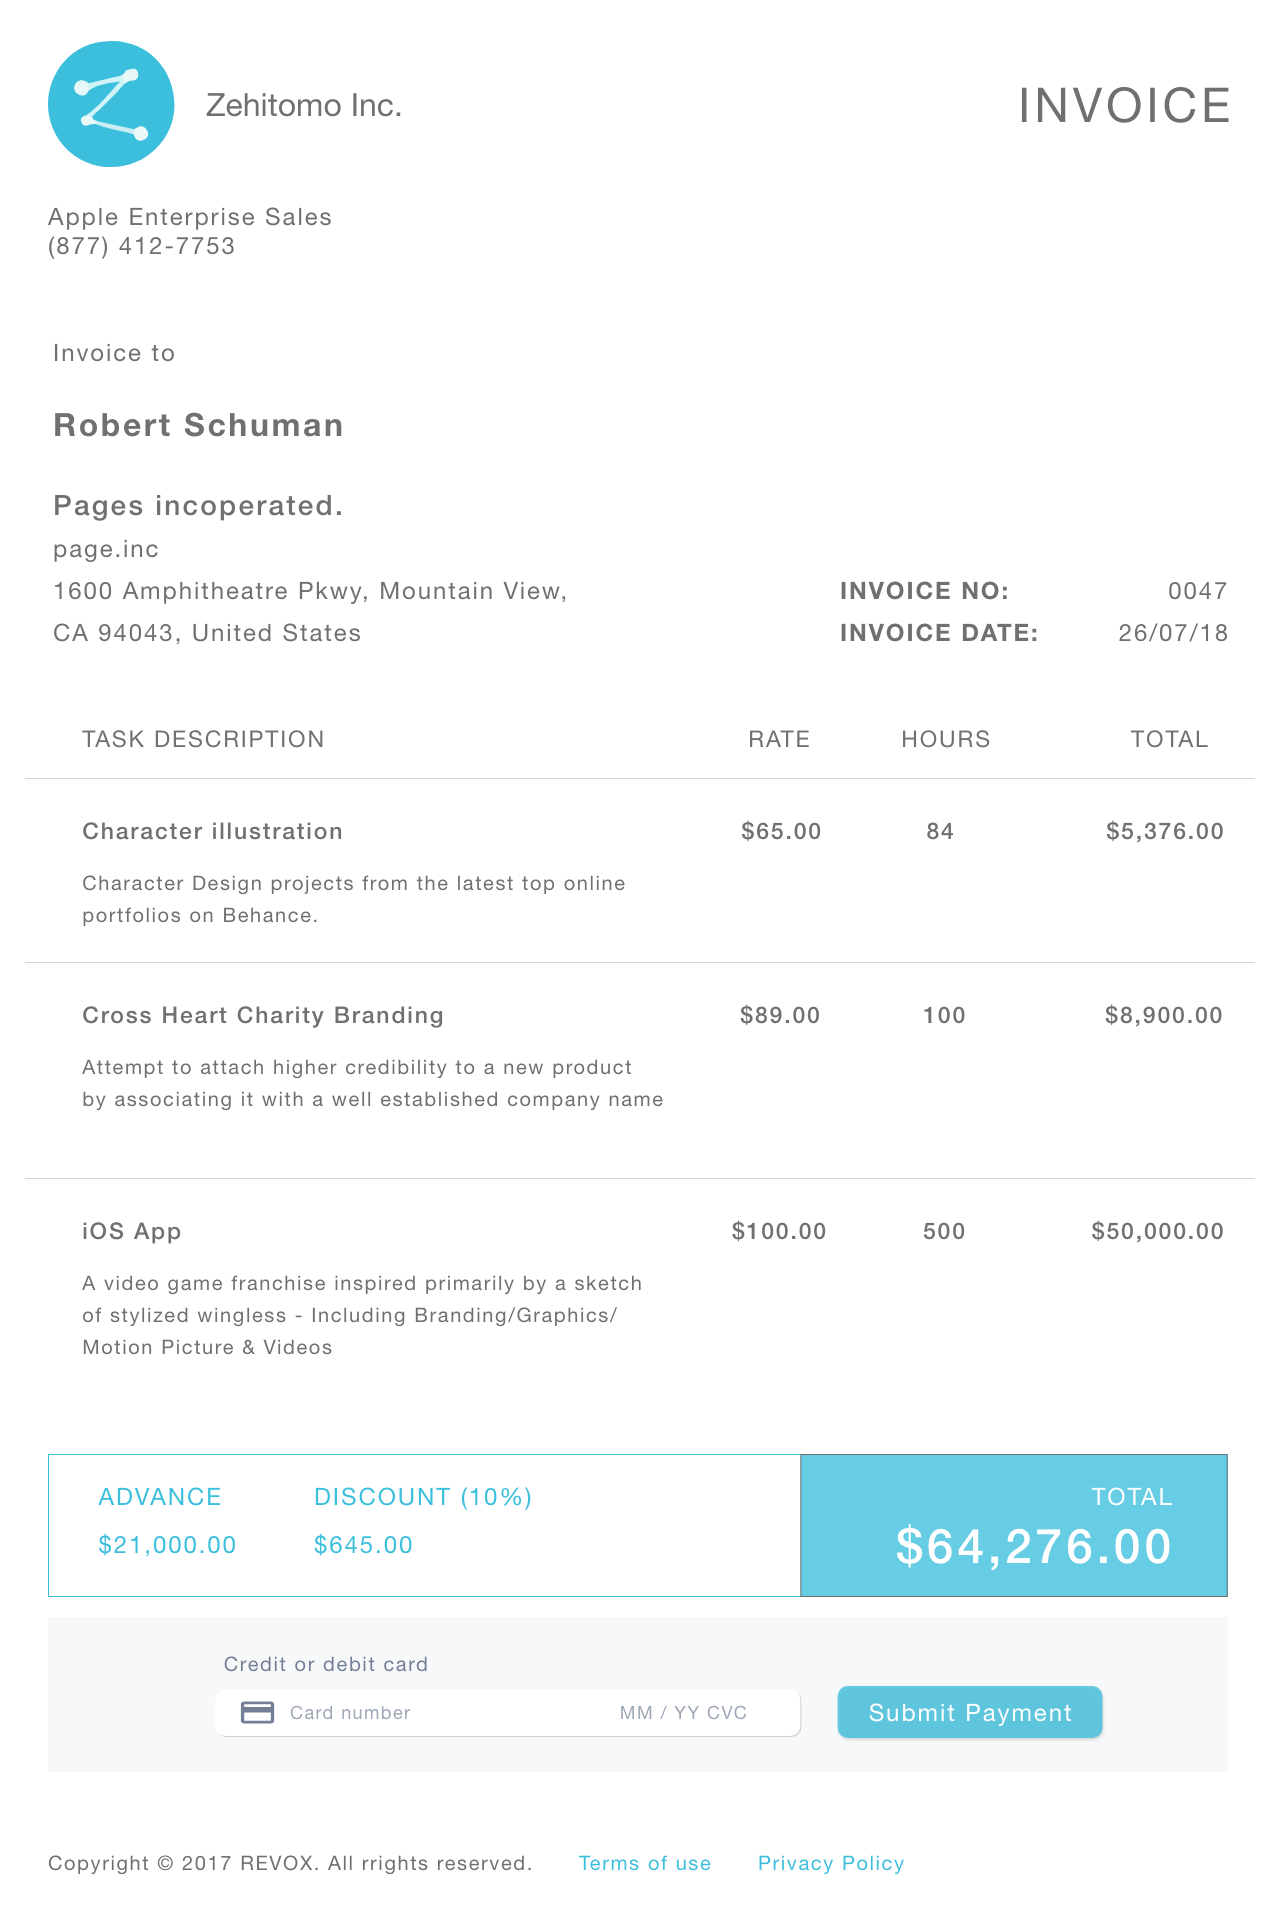 Zehitomo Inc.
INVOICE
Apple Enterprise Sales
(877) 412-7753
Invoice to
Robert Schuman
Pages incoperated.
page.inc
1600 Amphitheatre Pkwy, Mountain View,
CA 94043, United States
INVOICE NO: 0047
INVOICE DATE: 26/07/18
TASK DESCRIPTION RATE HOURS TOTAL
Character illustration $65.00 84 $5,376.00
Character Design projects from the latest top online
portfolios on Behance.
Cross Heart Charity Branding $89.00 100 $8,900.00
Attempt to attach higher credibility to a new product
by associating it with a well established company name
iOS App $100.00 500 $50,000.00
A video game franchise inspired primarily by a sketch
of stylized wingless - Including Branding/Graphics/
Motion Picture & Videos
ADVANCE DISCOUNT (10%) TOTAL
$21,000.00 $645.00 $64,276.00
Credit or debit card
Card number MM / YY CVC Submit Payment
Copyright © 2017 REVOX. All rrights reserved. Terms of use Privacy Policy